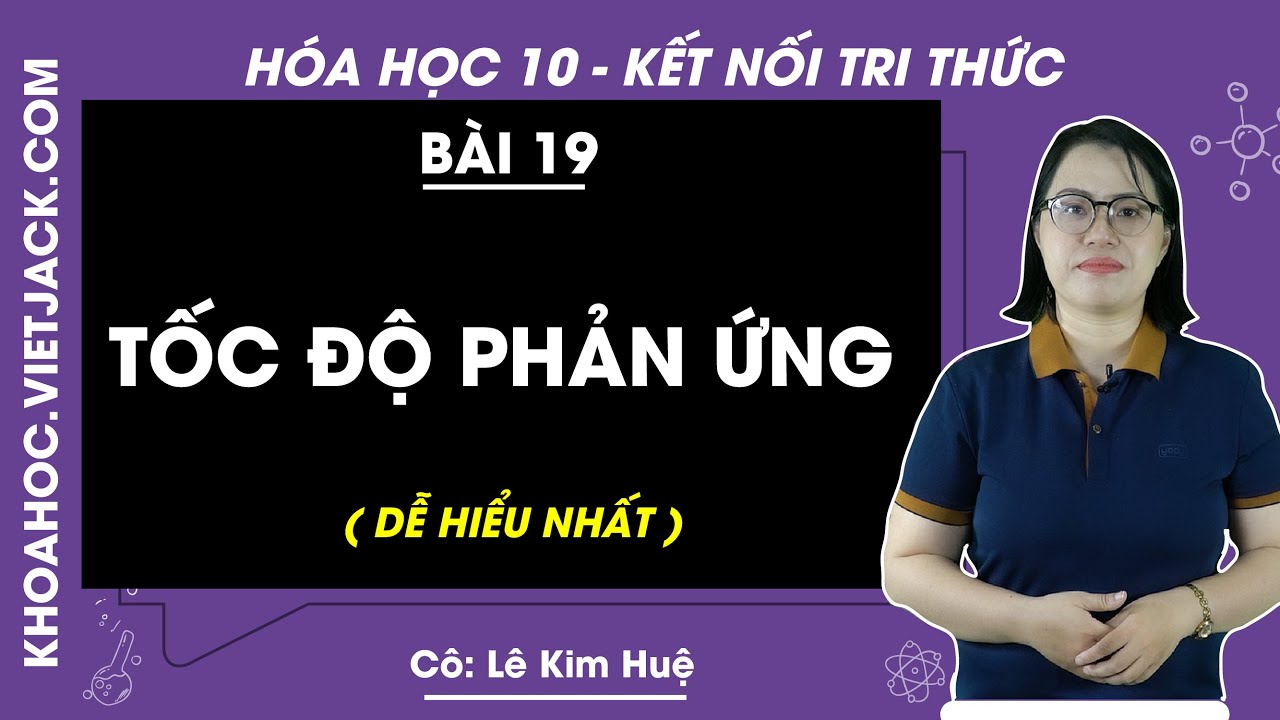 HÓA HỌC 10 - KẾT NỐI TRI THỨC
KHOAHOC.VIETJACK.COM
BÀI 19
TỐC ĐỘ PHẢN ỨNG
( DỄ HIỂU NHẤT )
Cô: Lê Kim Huệ